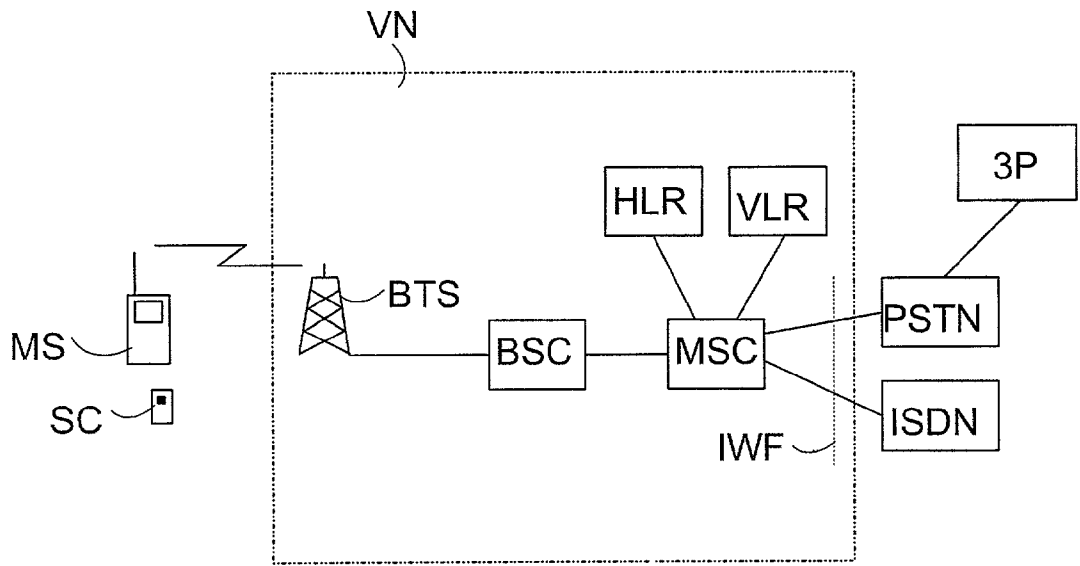 VN
3P
HLR
VLR
BTS
PSTN
MS
BSC
MSC
SC
ISDN
IWF